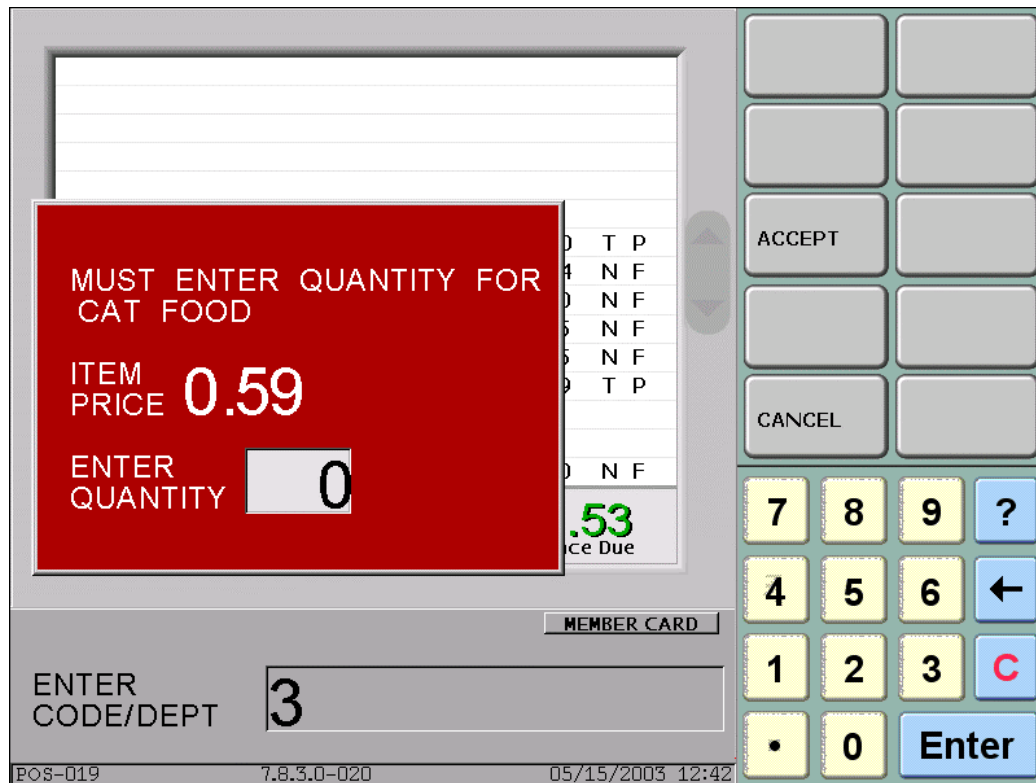 T P
N F
N F
N F
N F
T P
N F
MUST ENTER QUANTITY FOR
CAT FOOD
ITEM
PRICE 0.59
ENTER
QUANTITY 0
.53
Due
MEMBER CARD
ENTER
CODE/DEPT 3
POS-019 7.8.3.0-020 05/15/2003 12:42
ACCEPT
CANCEL
7 8 9 ?
4 5 6 ←
1 2 3 C
. 0 Enter